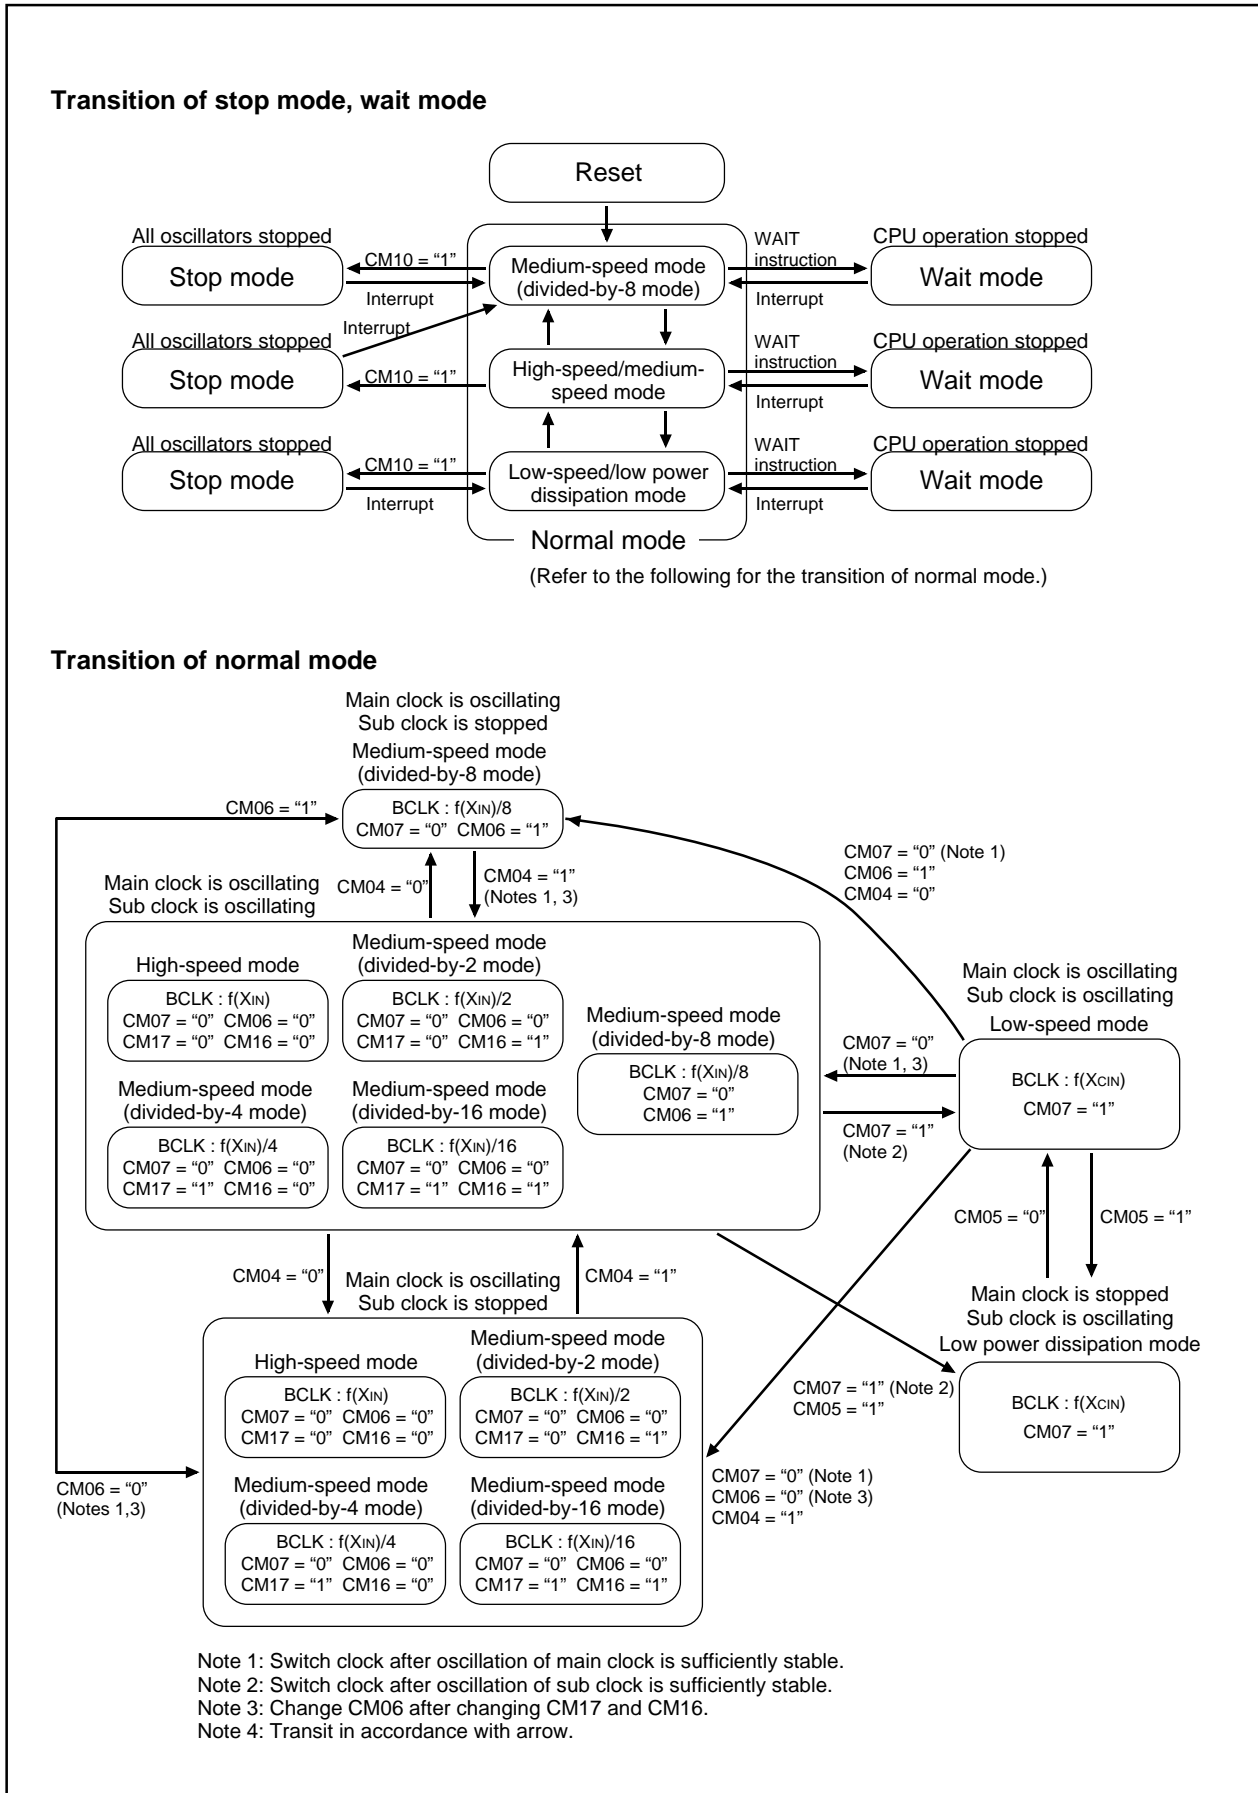 Transition of stop mode, wait mode
Reset
All oscillators stopped
Stop mode
CM10 = “1”
Interrupt
Medium-speed mode
(divided-by-8 mode)
WAIT
instruction
Interrupt
CPU operation stopped
Wait mode
Interrupt
All oscillators stopped
Stop mode
CM10 = “1”
High-speed/medium-
speed mode
WAIT
instruction
Interrupt
CPU operation stopped
Wait mode
All oscillators stopped
Stop mode
CM10 = “1”
Interrupt
Low-speed/low power
dissipation mode
WAIT
instruction
Interrupt
CPU operation stopped
Wait mode
Normal mode
(Refer to the following for the transition of normal mode.)
Transition of normal mode
Main clock is oscillating
Sub clock is stopped
Medium-speed mode
(divided-by-8 mode)
CM06 = “1”
BCLK : f(XIN)/8
CM07 = “0” CM06 = “1”
CM07 = “0” (Note 1)
CM06 = “1”
CM04 = “0”
Main clock is oscillating
Sub clock is oscillating
CM04 = “0”
CM04 = “1”
(Notes 1, 3)
High-speed mode
BCLK : f(XIN)
CM07 = “0” CM06 = “0”
CM17 = “0” CM16 = “0”
Medium-speed mode
(divided-by-2 mode)
BCLK : f(XIN)/2
CM07 = “0” CM06 = “0”
CM17 = “0” CM16 = “1”
Medium-speed mode
(divided-by-8 mode)
BCLK : f(XIN)/8
CM07 = “0”
CM06 = “1”
Medium-speed mode
(divided-by-4 mode)
BCLK : f(XIN)/4
CM07 = “0” CM06 = “0”
CM17 = “1” CM16 = “0”
Medium-speed mode
(divided-by-16 mode)
BCLK : f(XIN)/16
CM07 = “0” CM06 = “0”
CM17 = “1” CM16 = “1”
Main clock is oscillating
Sub clock is oscillating
Low-speed mode
BCLK : f(XCIN)
CM07 = “1”
CM07 = “0”
(Note 1, 3)
CM07 = “1”
(Note 2)
CM05 = “0”
CM05 = “1”
CM04 = “0”
Main clock is oscillating
Sub clock is stopped
CM04 = “1”
Main clock is stopped
Sub clock is oscillating
Low power dissipation mode
BCLK : f(XCIN)
CM07 = “1”
CM07 = “1” (Note 2)
CM05 = “1”
High-speed mode
BCLK : f(XIN)
CM07 = “0” CM06 = “0”
CM17 = “0” CM16 = “0”
Medium-speed mode
(divided-by-2 mode)
BCLK : f(XIN)/2
CM07 = “0” CM06 = “0”
CM17 = “0” CM16 = “1”
CM06 = “0”
(Notes 1,3)
Medium-speed mode
(divided-by-4 mode)
BCLK : f(XIN)/4
CM07 = “0” CM06 = “0”
CM17 = “1” CM16 = “0”
Medium-speed mode
(divided-by-16 mode)
BCLK : f(XIN)/16
CM07 = “0” CM06 = “0”
CM17 = “1” CM16 = “1”
CM07 = “0” (Note 1)
CM06 = “0” (Note 3)
CM04 = “1”
Note 1: Switch clock after oscillation of main clock is sufficiently stable.
Note 2: Switch clock after oscillation of sub clock is sufficiently stable.
Note 3: Change CM06 after changing CM17 and CM16.
Note 4: Transit in accordance with arrow.